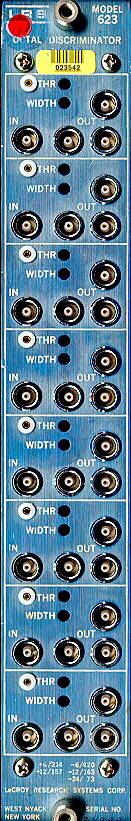 LRS
MODEL
623
OCTAL DISCRIMINATOR
023542
THR
WIDTH
IN OUT
THR
WIDTH
IN OUT
THR
WIDTH
IN OUT
THR
WIDTH
IN OUT
THR
WIDTH
IN OUT
THR
WIDTH
IN OUT
THR
WIDTH
IN OUT
THR
WIDTH
IN OUT
+6/214 -6/420
+12/157 -12/163
-24/ 73
LeCROY RESEARCH SYSTEMS CORP.
WEST NYACK SERIAL NO.
NEW YORK